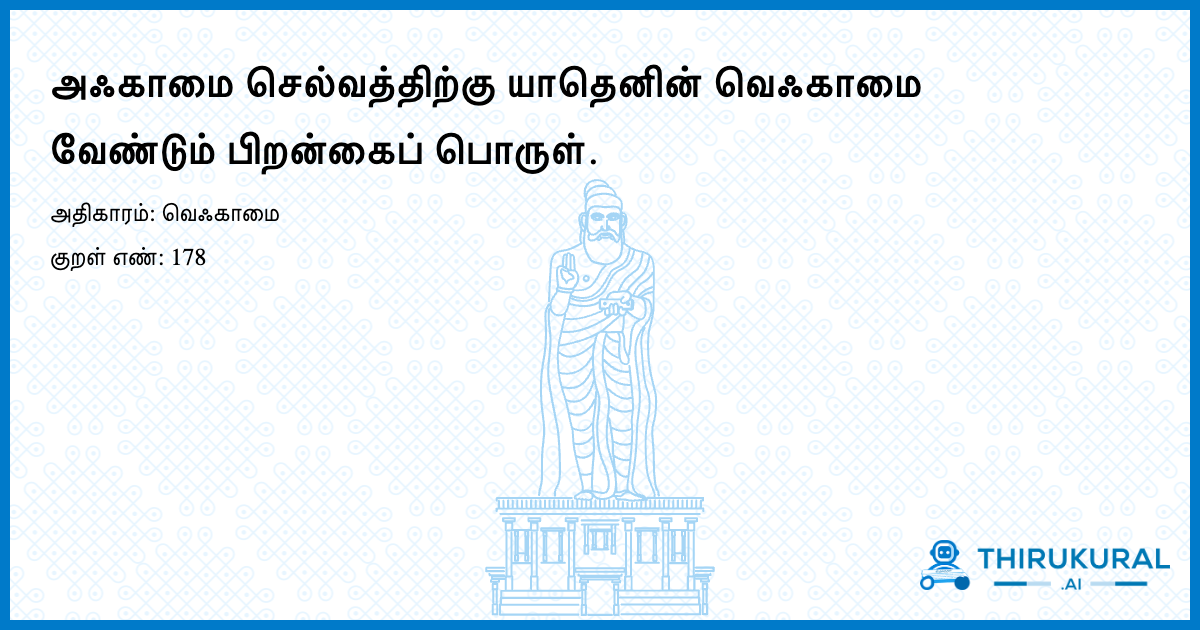 அஃகாமை செல்வத்திற்கு யாதெனின் வெஃகாமை
வேண்டும் பிறன்கைப் பொருள்.
அதிகாரம்: வெஃகாமை
குறள் எண்: 178
THIRUKURAL
.AI